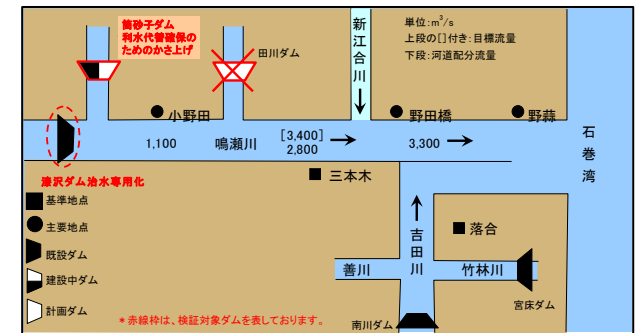 筒砂子ダム
利水代替確保の
ためのかさ上げ
田川ダム
新江合川
単位:m³/s
上段の[]付き:目標流量
下段:河道配分流量
小野田
野田橋
野蒜
1,100
鳴瀬川
[3,400]
2,800
3,300
石巻湾
漆沢ダム治水専用化
三本木
基準地点
主要地点
既設ダム
建設中ダム
計画ダム
吉田川
落合
善川
竹林川
宮床ダム
南川ダム
*赤線枠は、検証対象ダムを表しております。